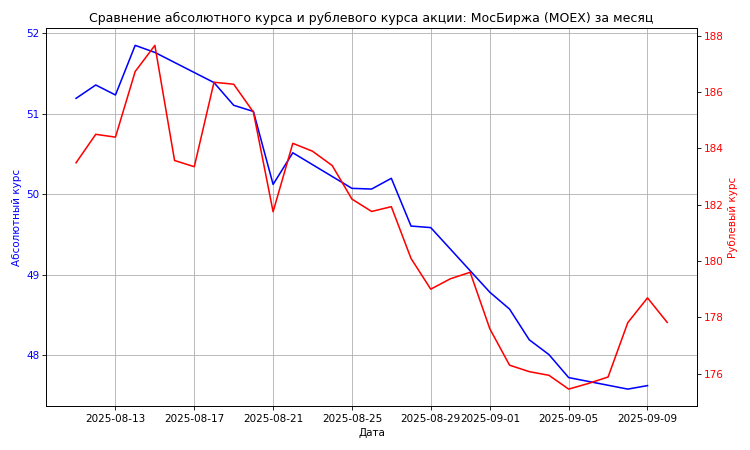 Сравнение абсолютного курса и рублевого курса акции: МосБиржа (MOEX) за месяц
52
51
50
49
48
Абсолютный курс
188
186
184
182
180
178
176
Рублевый курс
2025-08-13 2025-08-17 2025-08-21 2025-08-25 2025-08-29 2025-09-01 2025-09-05 2025-09-09
Дата